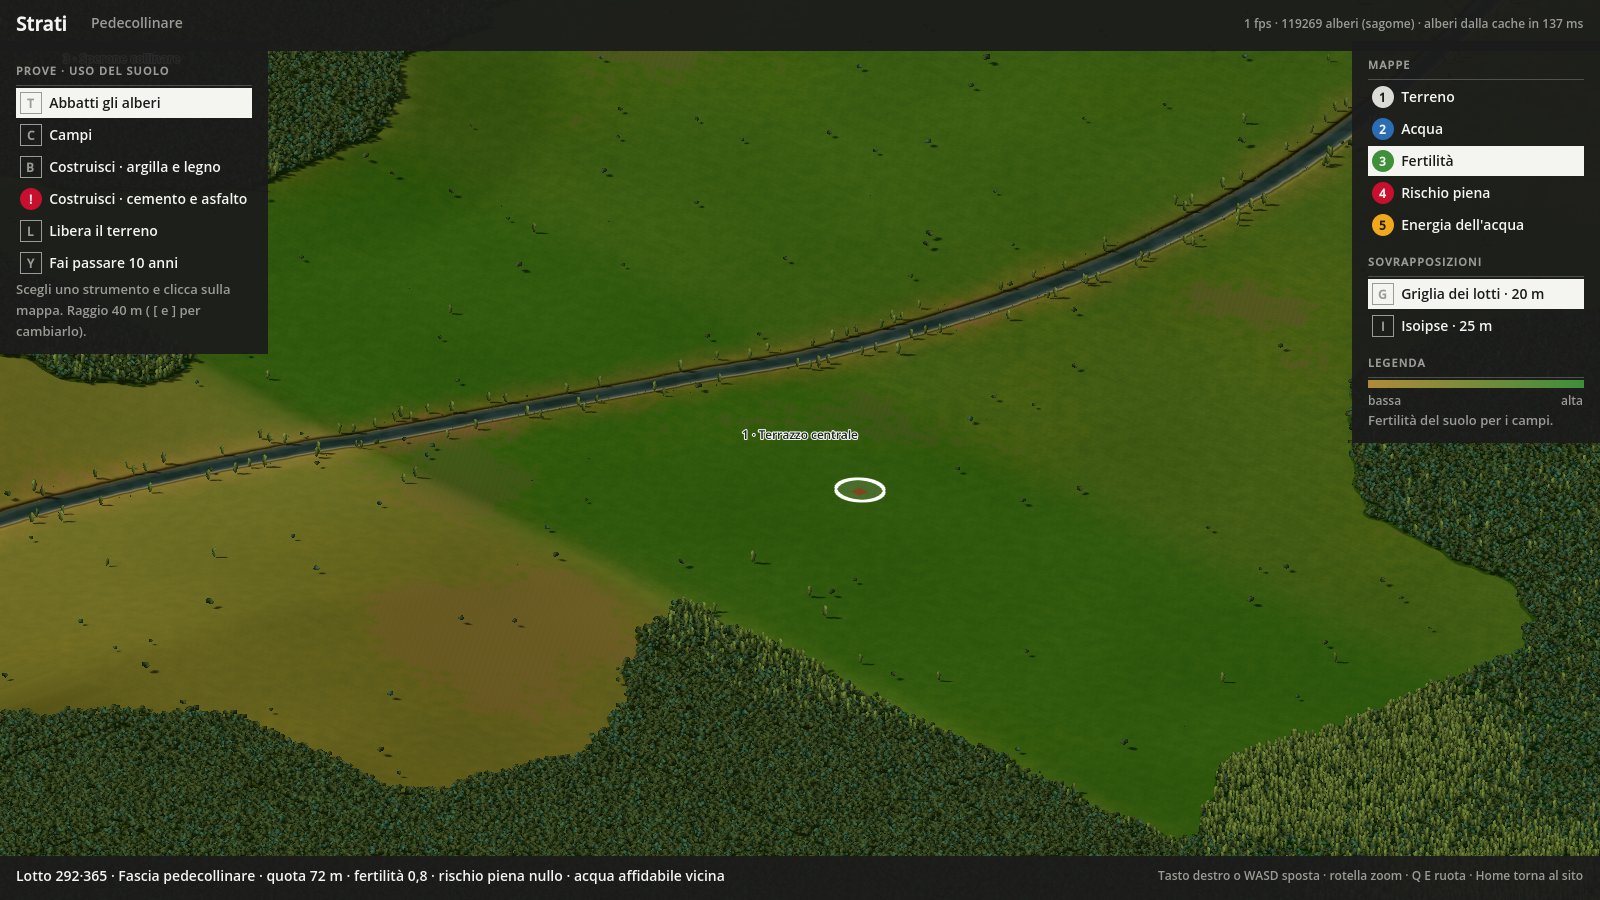 Strati
Pedecollinare
1 fps · 119269 alberi (sagome) · alberi dalla cache in 137 ms
PROVE · USO DEL SUOLO
T Abbatti gli alberi
C Campi
B Costruisci · argilla e legno
! Costruisci · cemento e asfalto
L Libera il terreno
Y Fai passare 10 anni
Scegli uno strumento e clicca sulla
mappa. Raggio 40 m ( [ e ] per
cambiarlo).
MAPPE
1 Terreno
2 Acqua
3 Fertilità
4 Rischio piena
5 Energia dell'acqua
SOVRAPPOSIZIONI
G Griglia dei lotti · 20 m
I Isoipse · 25 m
LEGENDA
bassa alta
Fertilità del suolo per i campi.
1 · Terrazzo centrale
Lotto 292·365 · Fascia pedecollinare · quota 72 m · fertilità 0,8 · rischio piena nullo · acqua affidabile vicina
Tasto destro o WASD sposta · rotella zoom · Q E ruota · Home torna al sito